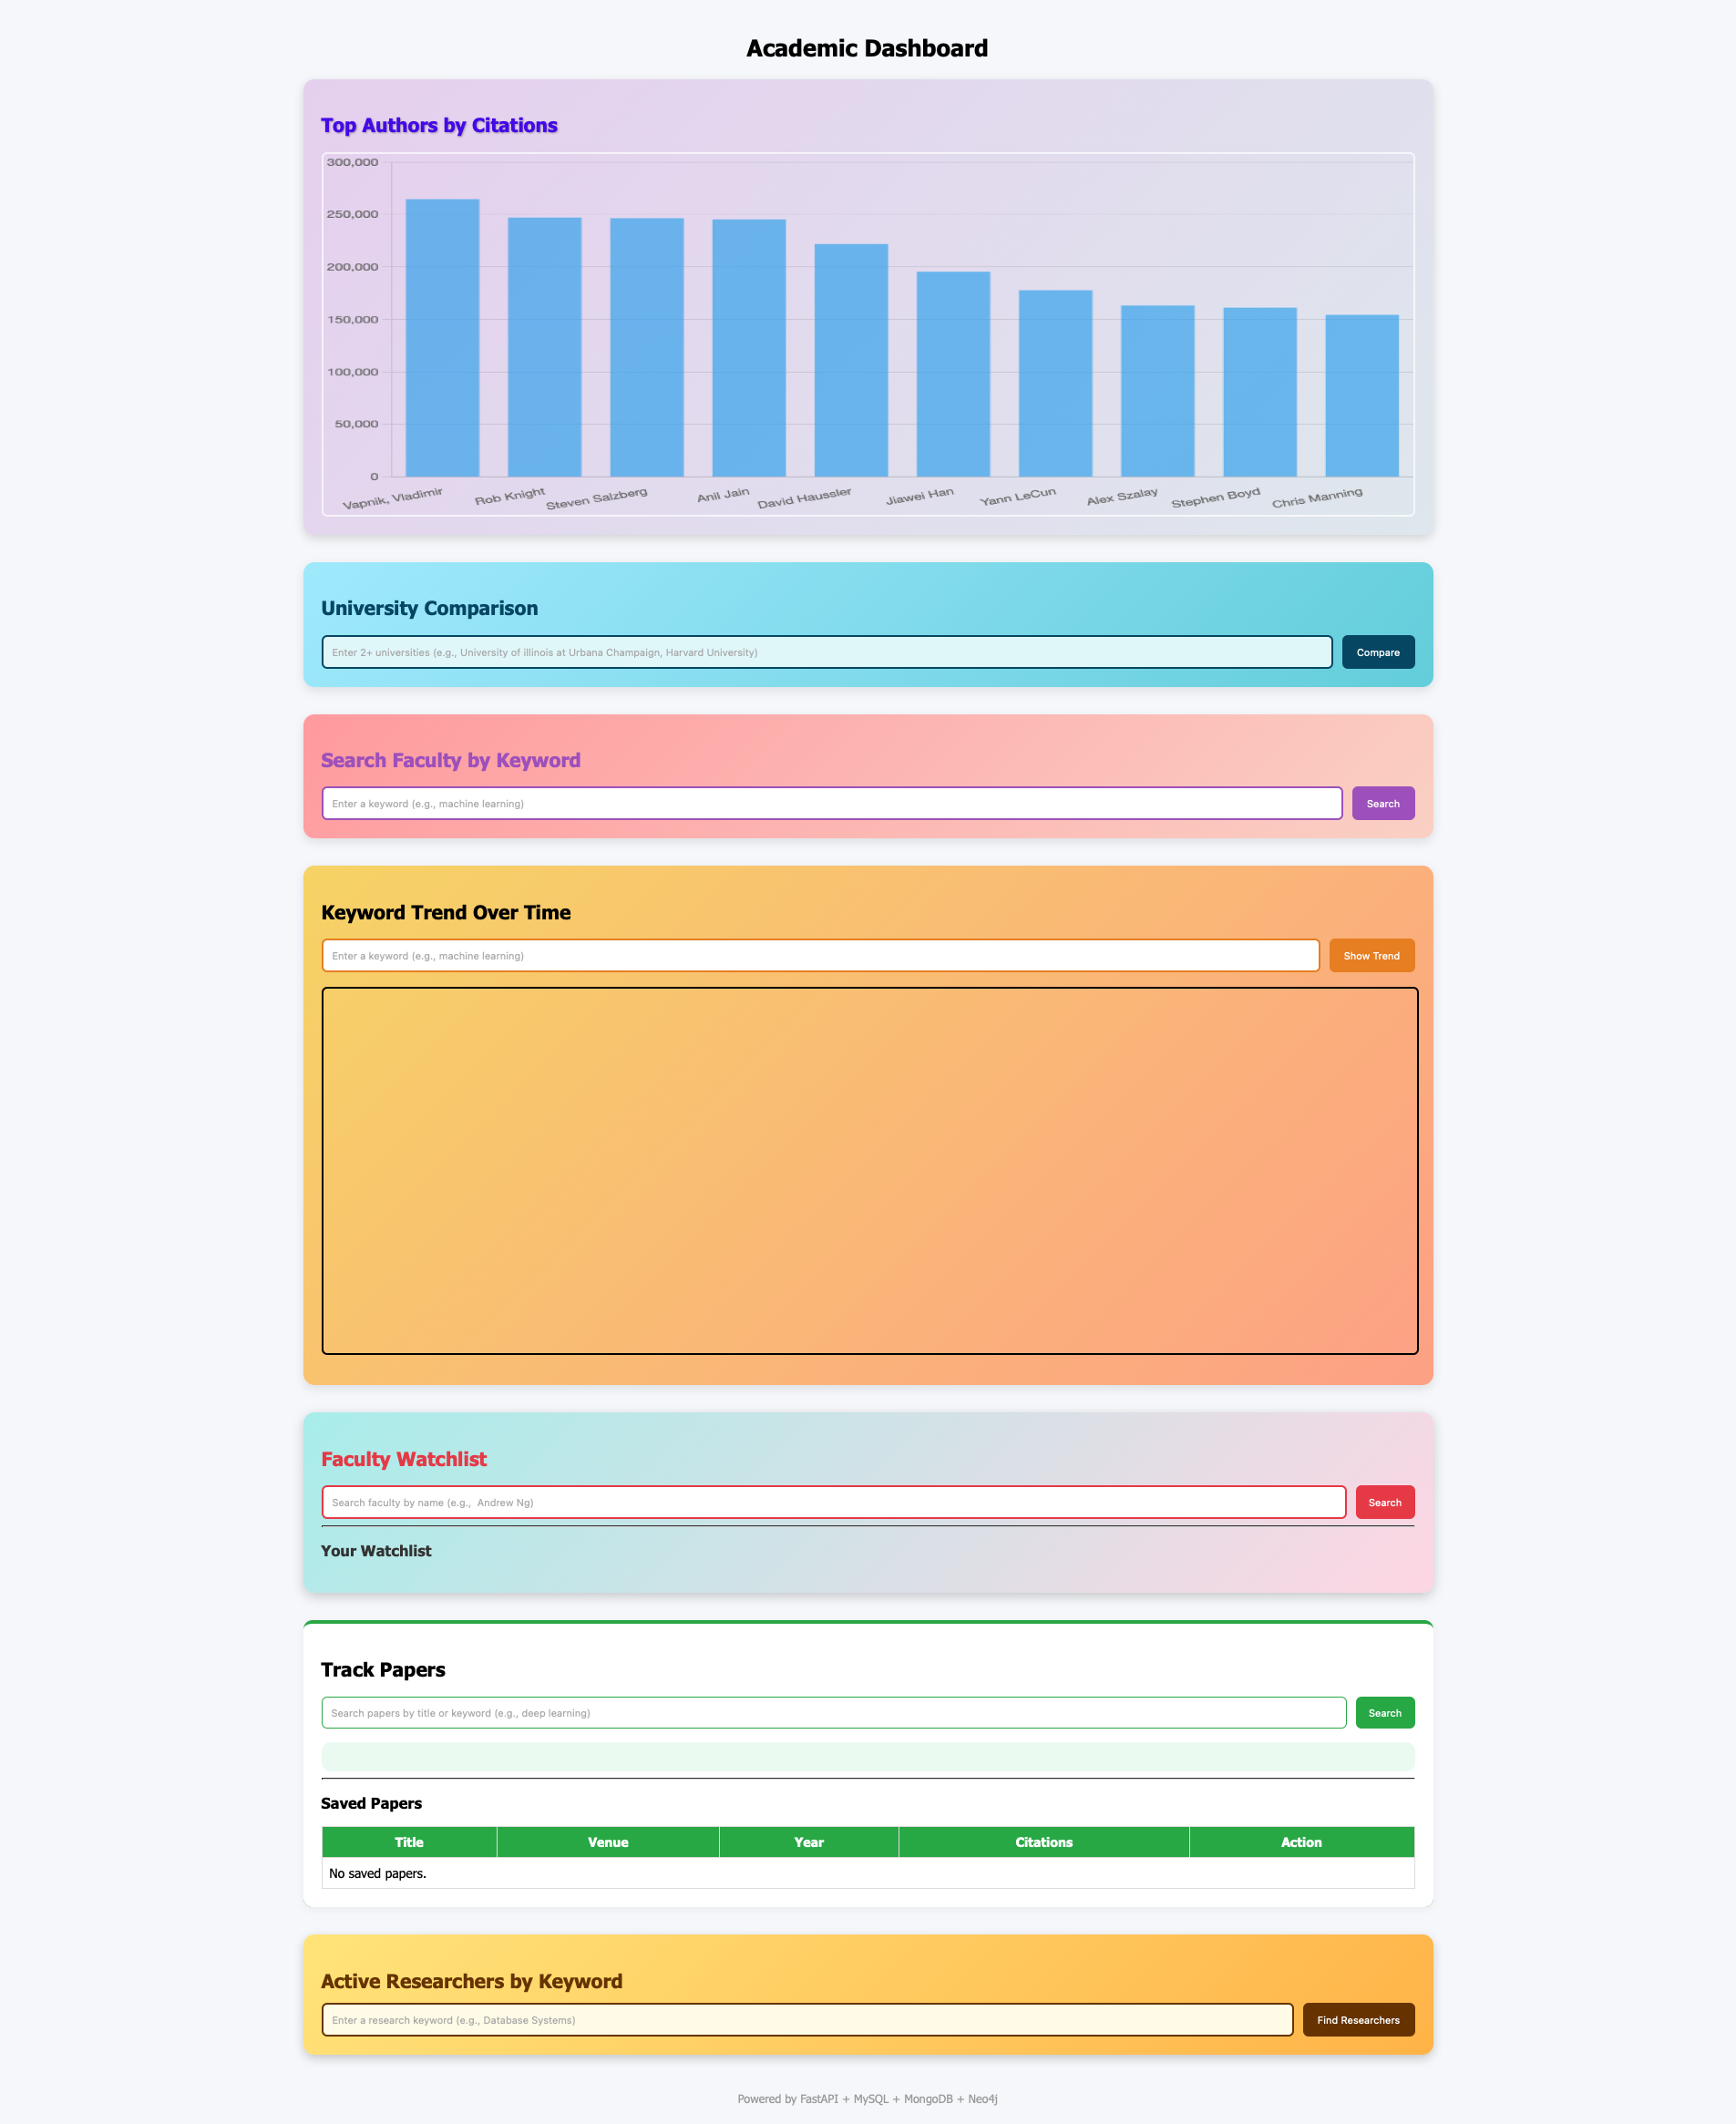 Academic Dashboard
Top Authors by Citations
300,000
250,000
200,000
150,000
100,000
50,000
0
Vapnik, Vladimir
Rob Knight
Steven Salzberg
Anil Jain
David Haussler
Jiawei Han
Yann LeCun
Alex Szalay
Stephen Boyd
Chris Manning
University Comparison
Enter 2+ universities (e.g., University of illinois at Urbana Champaign, Harvard University)
Compare
Search Faculty by Keyword
Enter a keyword (e.g., machine learning)
Search
Keyword Trend Over Time
Enter a keyword (e.g., machine learning)
Show Trend
Faculty Watchlist
Search faculty by name (e.g.,  Andrew Ng)
Search
Your Watchlist
Track Papers
Search papers by title or keyword (e.g., deep learning)
Search
Saved Papers
Title Venue Year Citations Action
No saved papers.
Active Researchers by Keyword
Enter a research keyword (e.g., Database Systems)
Find Researchers
Powered by FastAPI + MySQL + MongoDB + Neo4j